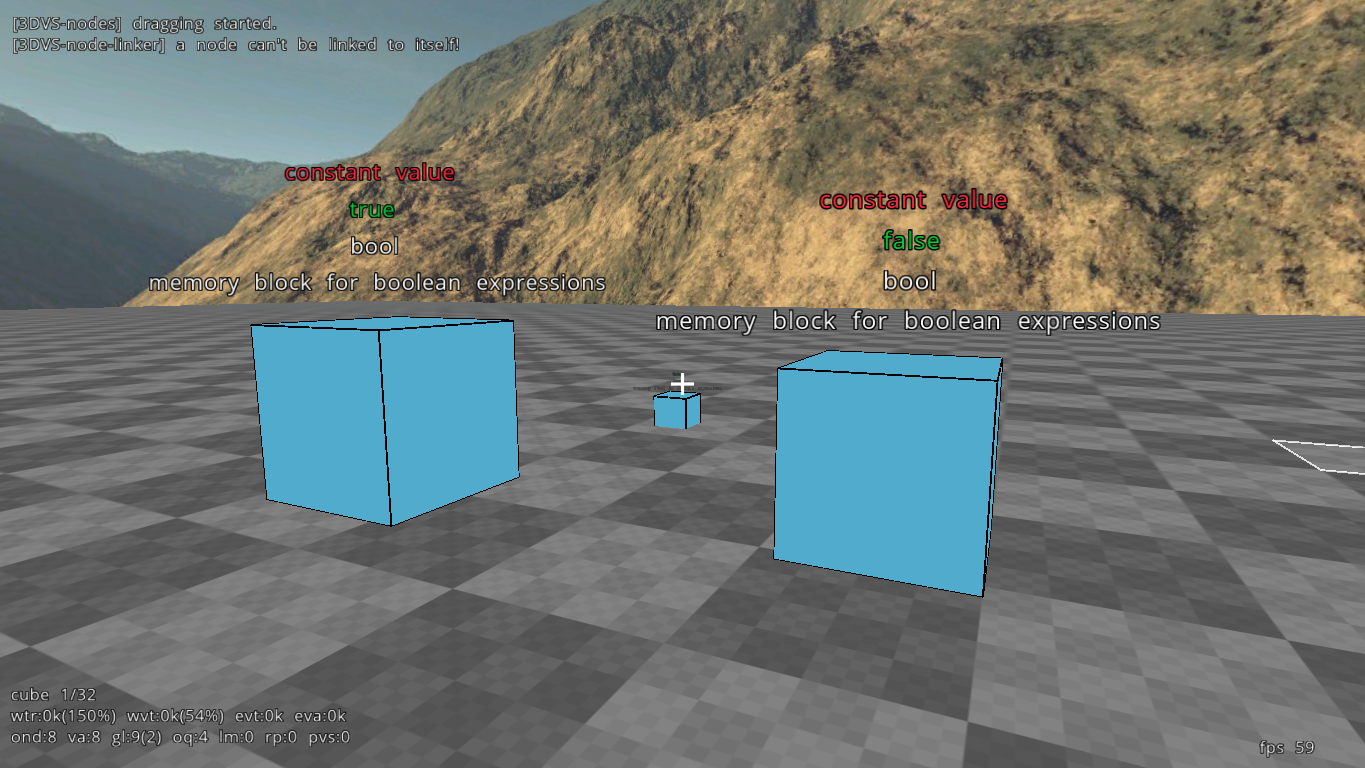 [3DVS-nodes] dragging started.
[3DVS-node-linker] a node can't be linked to itself!
constant value
true
bool
memory block for boolean expressions
constant value
false
bool
memory block for boolean expressions
cube 1/32
wtr:0k(150%) wvt:0k(54%) evt:0k eva:0k
ond:8 va:8 gl:9(2) oq:4 lm:0 rp:0 pvs:0
fps 59